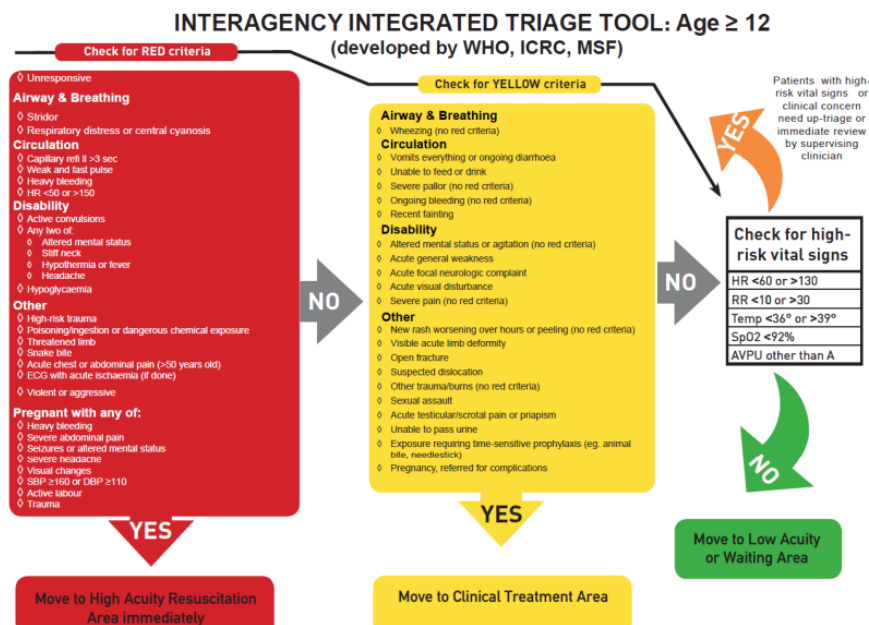 INTERAGENCY INTEGRATED TRIAGE TOOL: Age ≥ 12
(developed by WHO, ICRC, MSF)
Check for RED criteria
◊ Unresponsive
Airway & Breathing
◊ Stridor
◊ Respiratory distress or central cyanosis
Circulation
◊ Capillary refi ll >3 sec
◊ Weak and fast pulse
◊ Heavy bleeding
◊ HR <50 or >150
Disability
◊ Active convulsions
◊ Any two of:
◊ Altered mental status
◊ Stiff neck
◊ Hypothermia or fever
◊ Headache
◊ Hypoglycaemia
Other
◊ High-risk trauma
◊ Poisoning/ingestion or dangerous chemical exposure
◊ Threatened limb
◊ Snake bite
◊ Acute chest or abdominal pain (>50 years old)
◊ ECG with acute ischaemia (if done)
◊ Violent or aggressive
Pregnant with any of:
◊ Heavy bleeding
◊ Severe abdominal pain
◊ Seizures or altered mental status
◊ Severe headache
◊ Visual changes
◊ SBP ≥160 or DBP ≥110
◊ Active labour
◊ Trauma
YES
Move to High Acuity Resuscitation
Area immediately
NO
Check for YELLOW criteria
Airway & Breathing
◊ Wheezing (no red criteria)
Circulation
◊ Vomits everything or ongoing diarrhoea
◊ Unable to feed or drink
◊ Severe pallor (no red criteria)
◊ Ongoing bleeding (no red criteria)
◊ Recent fainting
Disability
◊ Altered mental status or agitation (no red criteria)
◊ Acute general weakness
◊ Acute focal neurologic complaint
◊ Acute visual disturbance
◊ Severe pain (no red criteria)
Other
◊ New rash worsening over hours or peeling (no red criteria)
◊ Visible acute limb deformity
◊ Open fracture
◊ Suspected dislocation
◊ Other trauma/burns (no red criteria)
◊ Sexual assault
◊ Acute testicular/scrotal pain or priapism
◊ Unable to pass urine
◊ Exposure requiring time-sensitive prophylaxis (eg. animal
bite, needlestick)
◊ Pregnancy, referred for complications
YES
Move to Clinical Treatment Area
NO
Patients with high-
risk vital signs or
clinical concern
need up-triage or
immediate review
by supervising
clinician
YES
Check for high-
risk vital signs
HR <60 or >130
RR <10 or >30
Temp <36° or >39°
SpO2 <92%
AVPU other than A
NO
Move to Low Acuity
or Waiting Area